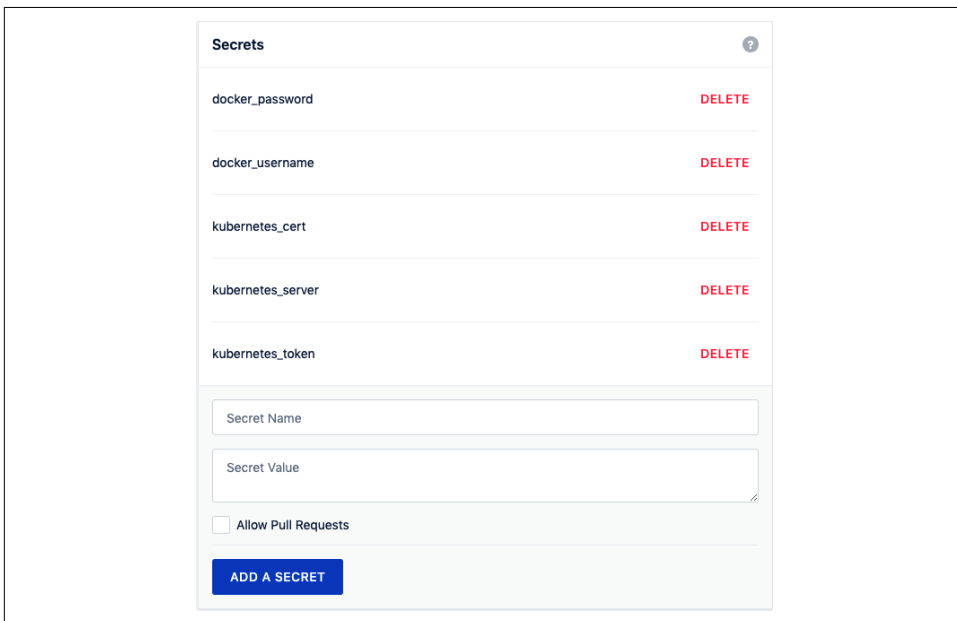 Secrets ?
docker_password DELETE
docker_username DELETE
kubernetes_cert DELETE
kubernetes_server DELETE
kubernetes_token DELETE
Secret Name
Secret Value
Allow Pull Requests
ADD A SECRET